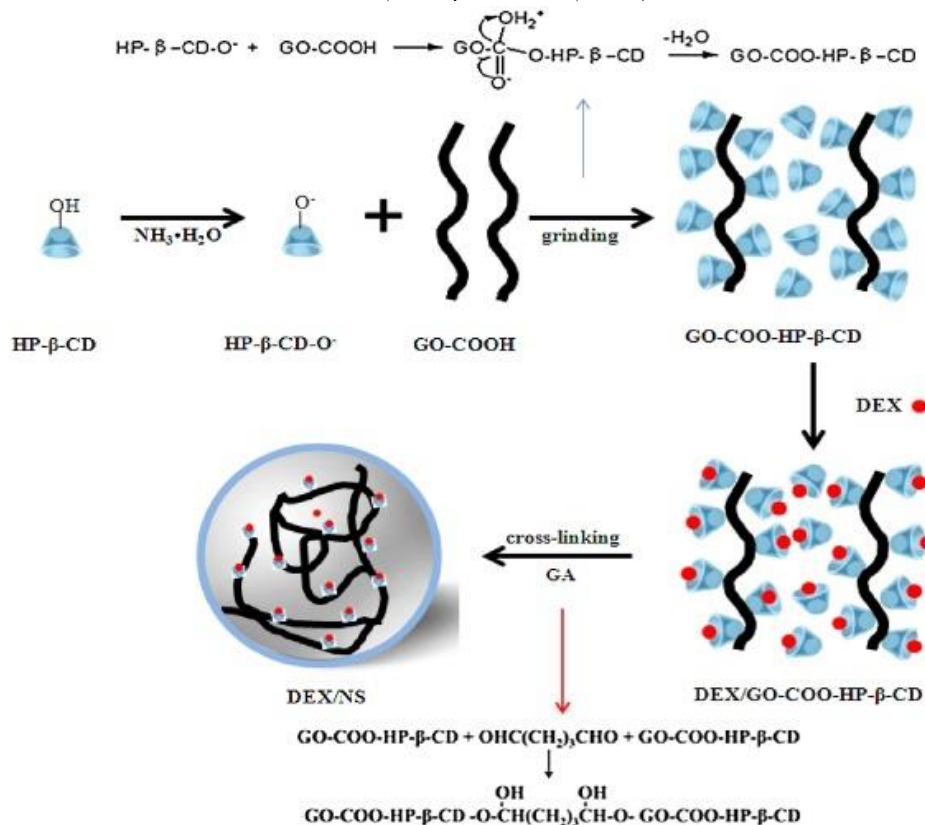 HP-β-CD-O⁻ + GO-COOH
OH₂⁺
GO-C
O-HP-β-CD
O⁻
-H₂O
GO-COO-HP-β-CD
OH
NH₃•H₂O
O⁻
+
grinding
HP-β-CD
HP-β-CD-O⁻
GO-COOH
GO-COO-HP-β-CD
DEX
cross-linking
GA
DEX/NS
DEX/GO-COO-HP-β-CD
GO-COO-HP-β-CD + OHC(CH₂)₃CHO + GO-COO-HP-β-CD
OH OH
GO-COO-HP-β-CD -O-CH(CH₂)₃CH-O- GO-COO-HP-β-CD